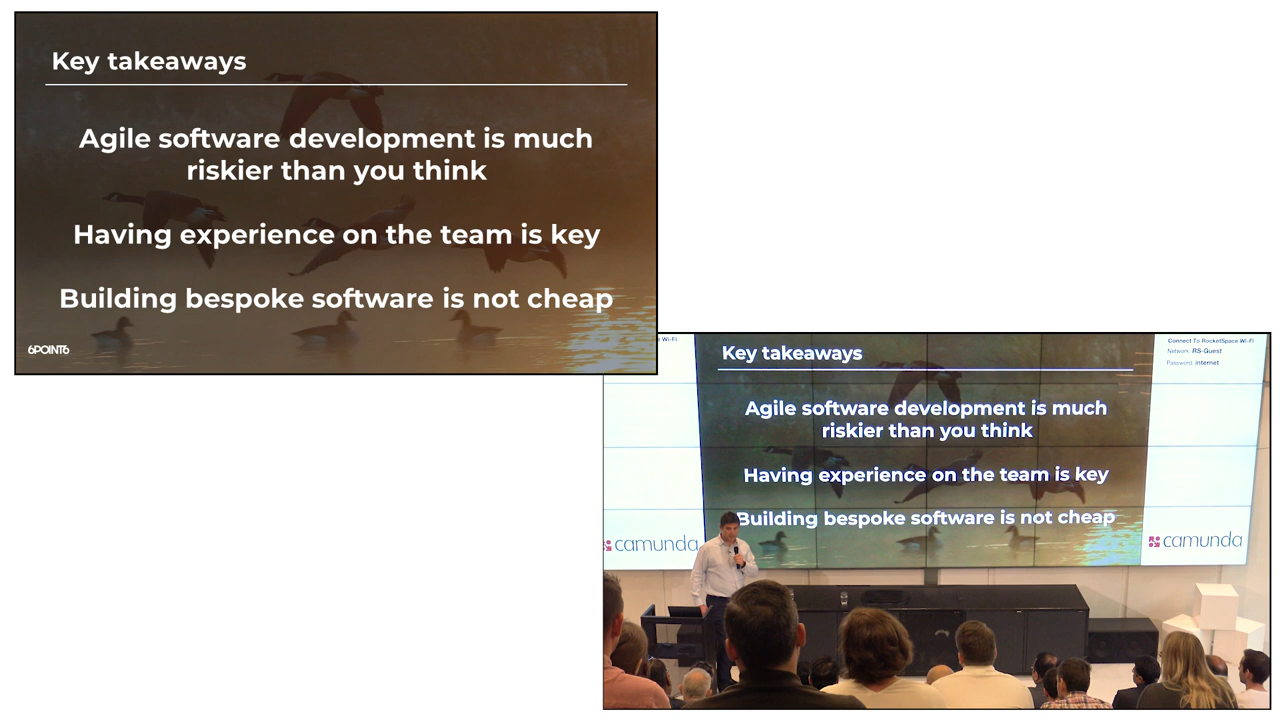 Key takeaways
Agile software development is much
riskier than you think
Having experience on the team is key
Building bespoke software is not cheap
6POINT6
Wi-Fi
Key takeaways
Agile software development is much
riskier than you think
Having experience on the team is key
Building bespoke software is not cheap
camunda
Connect To RocketSpace Wi-Fi
Network: RS-Guest
Password: internet
camunda